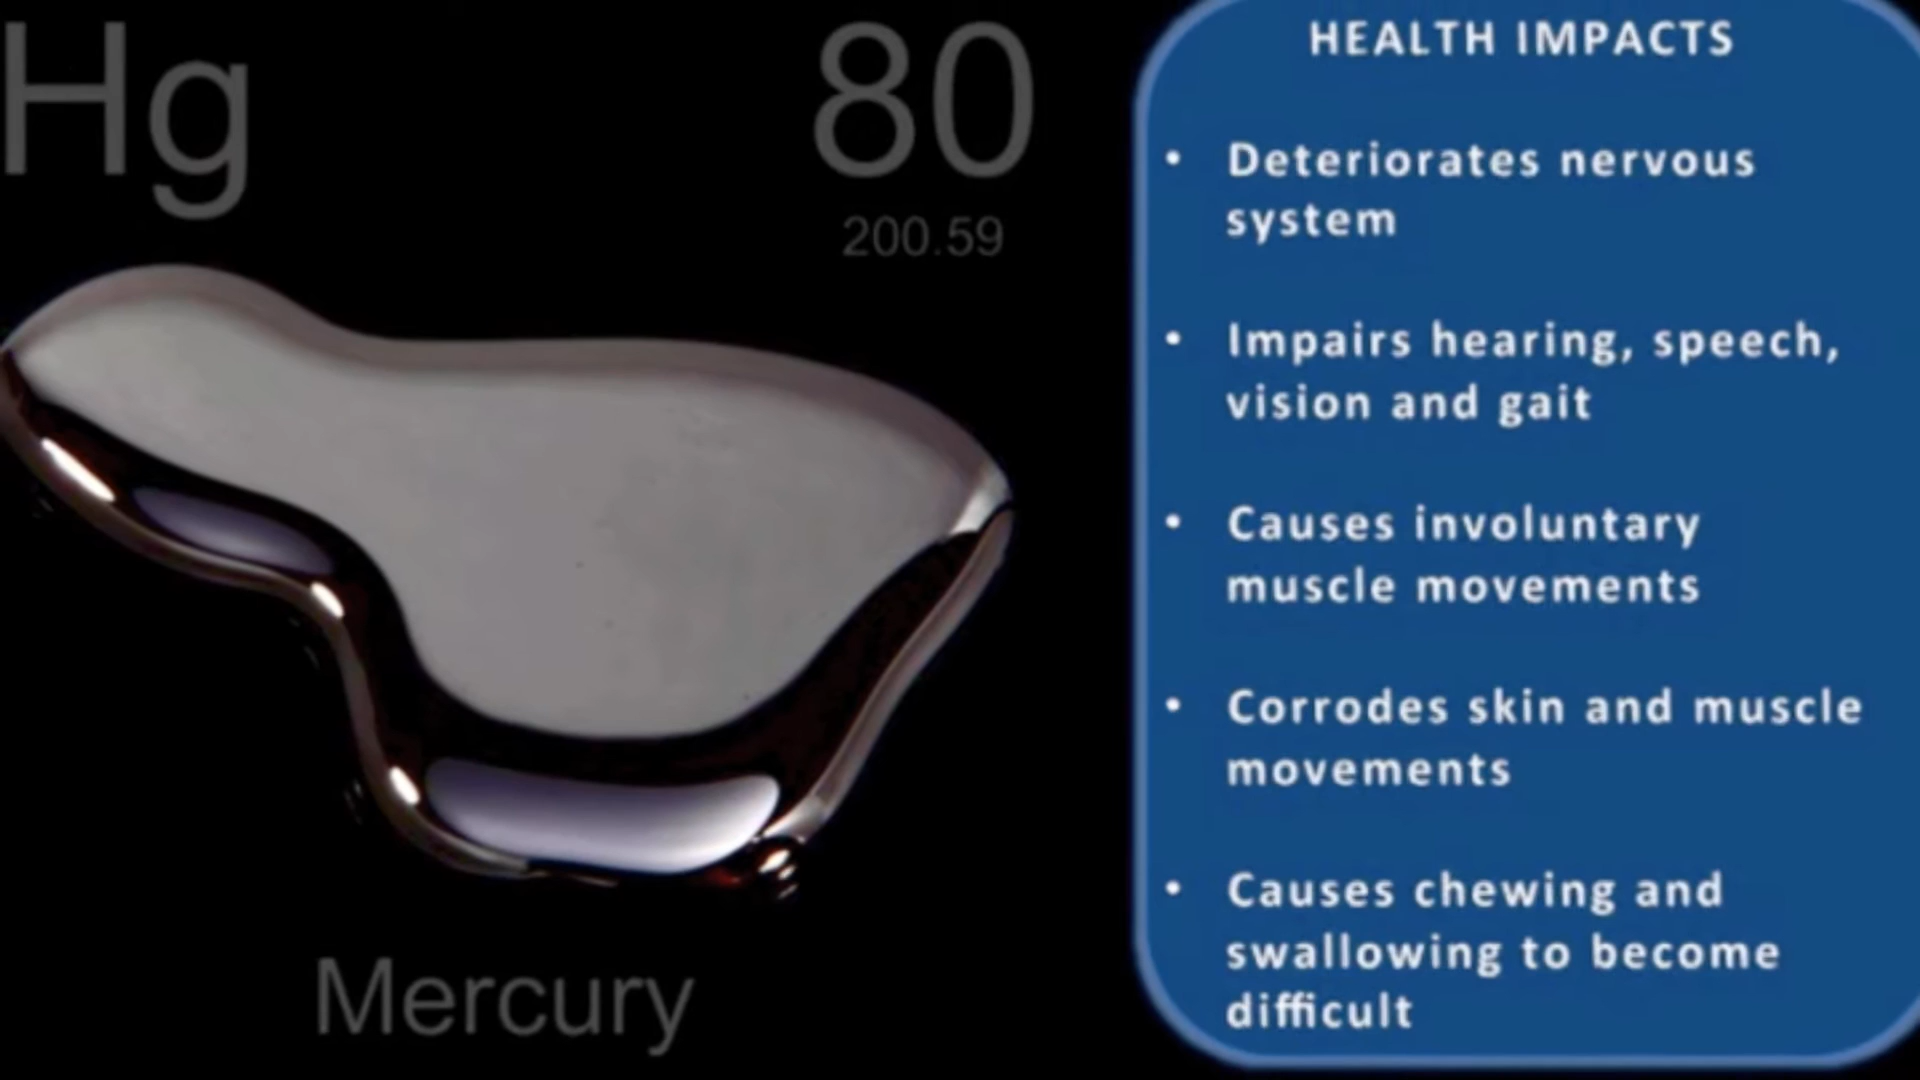 Hg
80
200.59
Mercury
HEALTH IMPACTS
• Deteriorates nervous
system
• Impairs hearing, speech,
vision and gait
• Causes involuntary
muscle movements
• Corrodes skin and muscle
movements
• Causes chewing and
swallowing to become
difficult